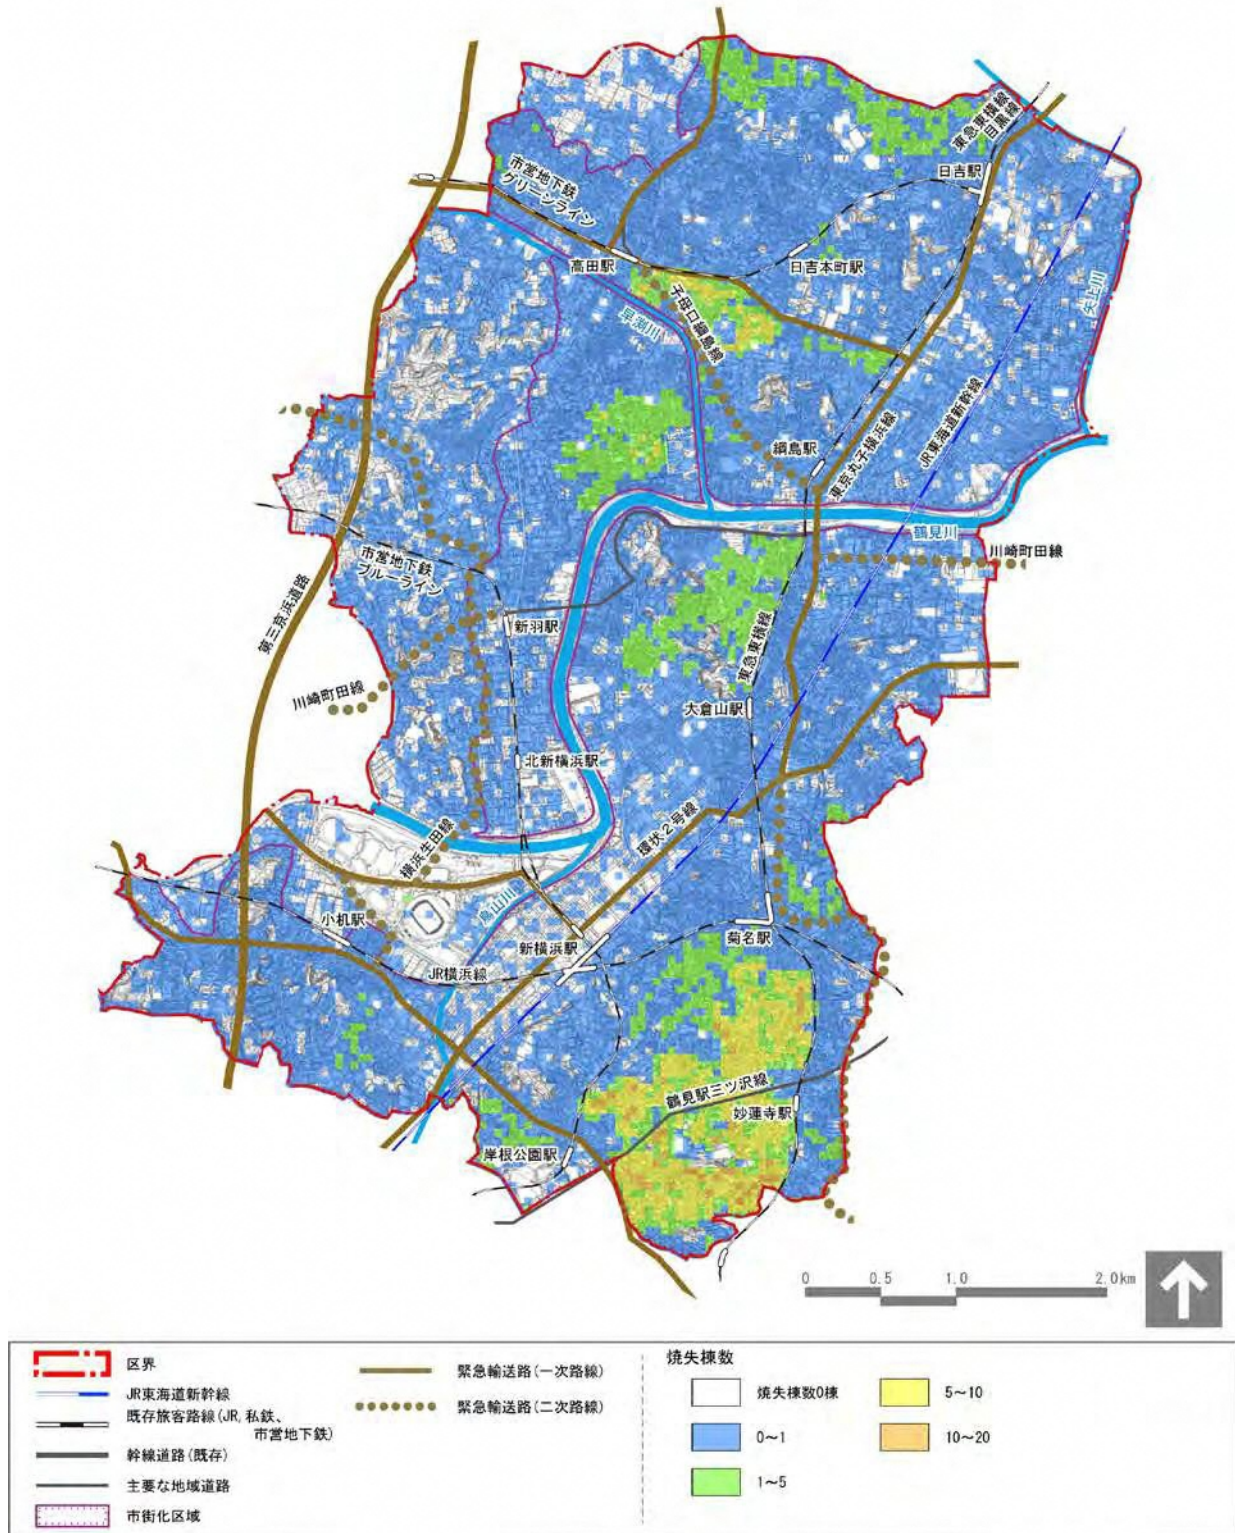 東急東横線
目黒線
日吉駅
市営地下鉄
グリーンライン
高田駅
日吉本町駅
矢上川
早渕川
子母口綱島線
綱島駅
東京丸子横浜線
JR東海道新幹線
鶴見川
川崎町田線
市営地下鉄
ブルーライン
第三京浜道路
新羽駅
東急東横線
川崎町田線
大倉山駅
北新横浜駅
環状2号線
横浜生田線
鳥山川
小机駅
新横浜駅
菊名駅
JR横浜線
鶴見駅三ツ沢線
妙蓮寺駅
岸根公園駅
0 0.5 1.0 2.0km
区界
JR東海道新幹線
既存旅客路線(JR, 私鉄、
市営地下鉄)
幹線道路(既存)
主要な地域道路
市街化区域
緊急輸送路(一次路線)
緊急輸送路(二次路線)
焼失棟数
焼失棟数0棟
0~1
1~5
5~10
10~20